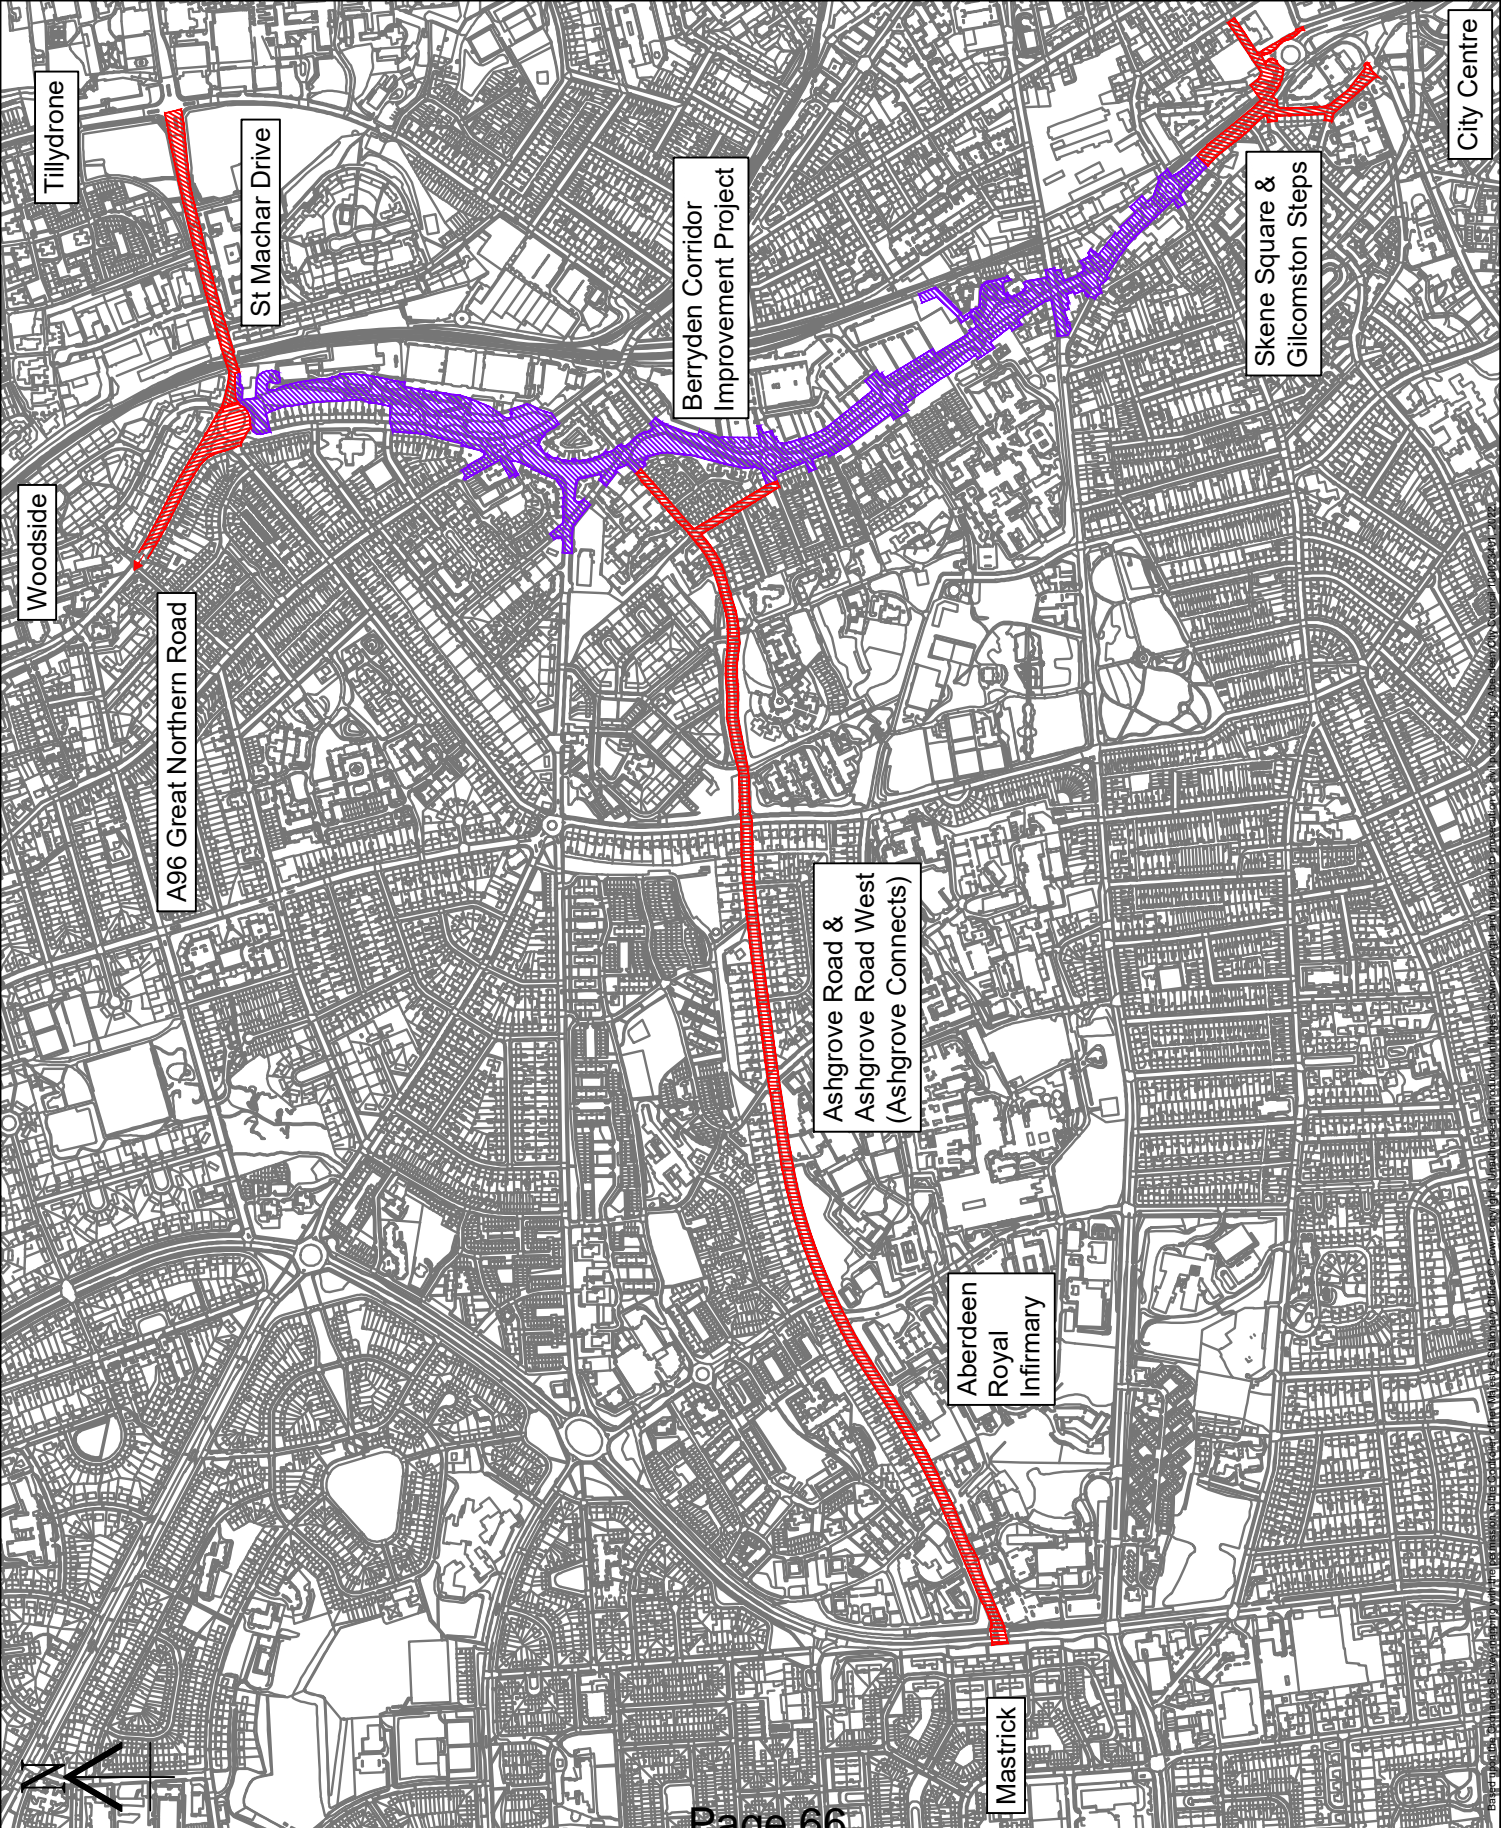 Tillydrone
St Machar Drive
Woodside
A96 Great Northern Road
Berryden Corridor
Improvement Project
City Centre
Skene Square &
Gilcomston Steps
Ashgrove Road &
Ashgrove Road West
(Ashgrove Connects)
Aberdeen
Royal
Infirmary
Mastrick
N
Page 66